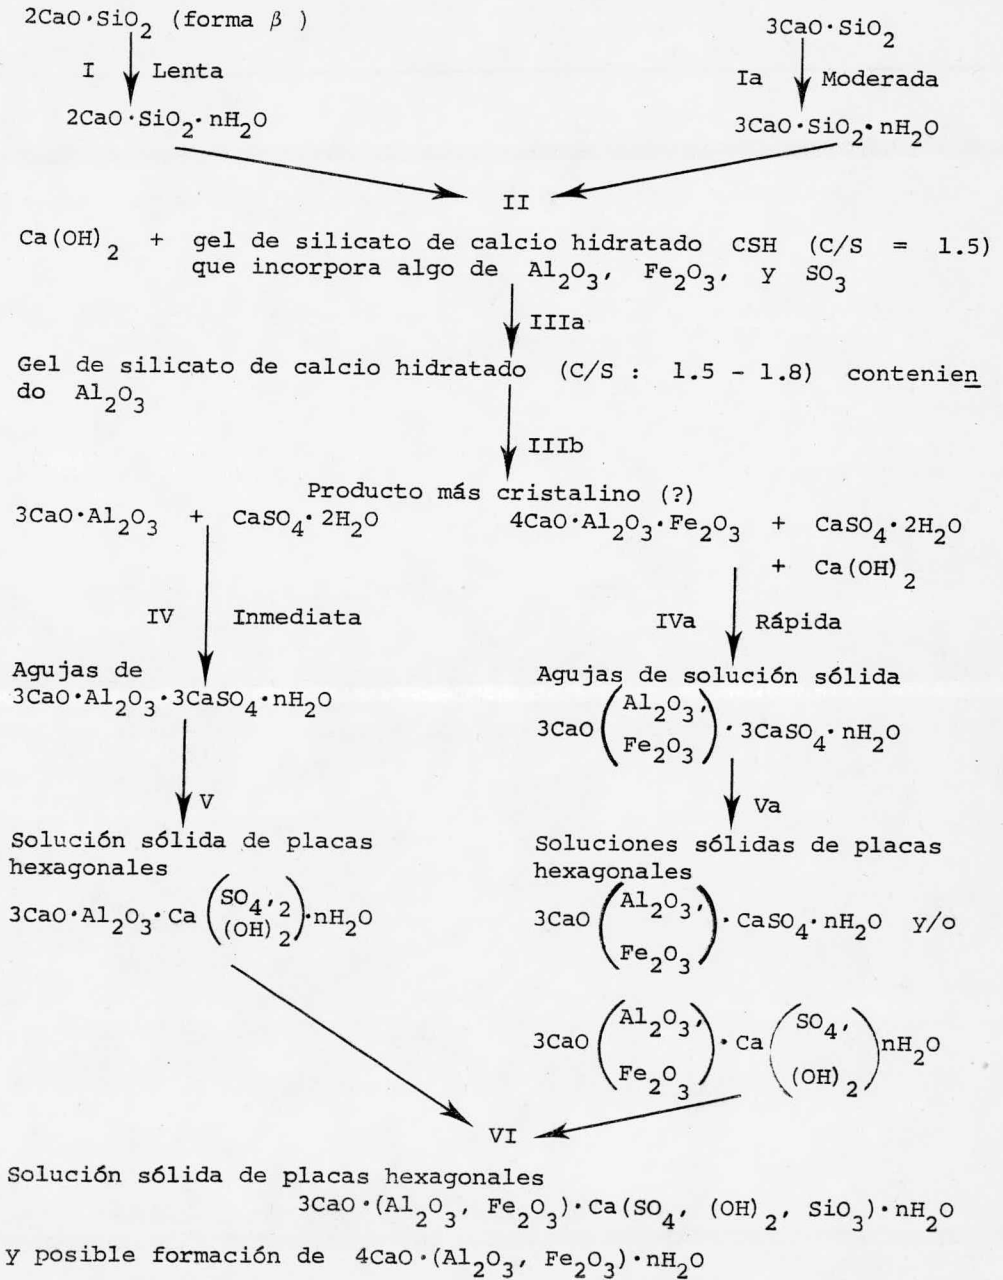 2CaO·SiO2 (forma β )
3CaO·SiO2
I Lenta
Ia Moderada
2CaO·SiO2·nH2O
3CaO·SiO2·nH2O
II
Ca(OH)2 + gel de silicato de calcio hidratado CSH (C/S = 1.5)
que incorpora algo de Al2O3, Fe2O3, y SO3
IIIa
Gel de silicato de calcio hidratado (C/S : 1.5 - 1.8) contenien
do Al2O3
IIIb
Producto más cristalino (?)
3CaO·Al2O3 + CaSO4·2H2O
4CaO·Al2O3·Fe2O3 + CaSO4·2H2O
+ Ca(OH)2
IV Inmediata
IVa Rápida
Agujas de
3CaO·Al2O3·3CaSO4·nH2O
Agujas de solución sólida
3CaO(Al2O3, Fe2O3)·3CaSO4·nH2O
V
Va
Solución sólida de placas
hexagonales
3CaO·Al2O3·Ca(SO4,2 (OH)2)·nH2O
Soluciones sólidas de placas
hexagonales
3CaO(Al2O3, Fe2O3)·CaSO4·nH2O y/o
3CaO(Al2O3, Fe2O3)·Ca(SO4, (OH)2)nH2O
VI
Solución sólida de placas hexagonales
3CaO·(Al2O3, Fe2O3)·Ca(SO4, (OH)2, SiO3)·nH2O
y posible formación de 4CaO·(Al2O3, Fe2O3)·nH2O